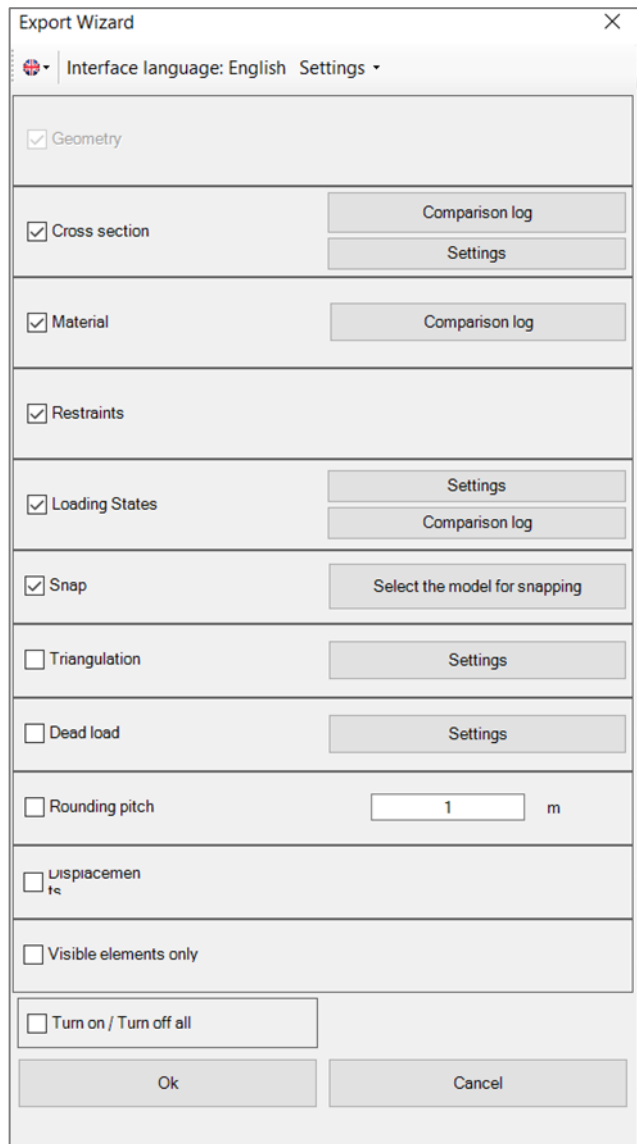 Export Wizard
Interface language: English Settings
Geometry
Cross section
Comparison log
Settings
Material
Comparison log
Restraints
Loading States
Settings
Comparison log
Snap
Select the model for snapping
Triangulation
Settings
Dead load
Settings
Rounding pitch
1
m
Displacemen
ts
Visible elements only
Turn on / Turn off all
Ok
Cancel